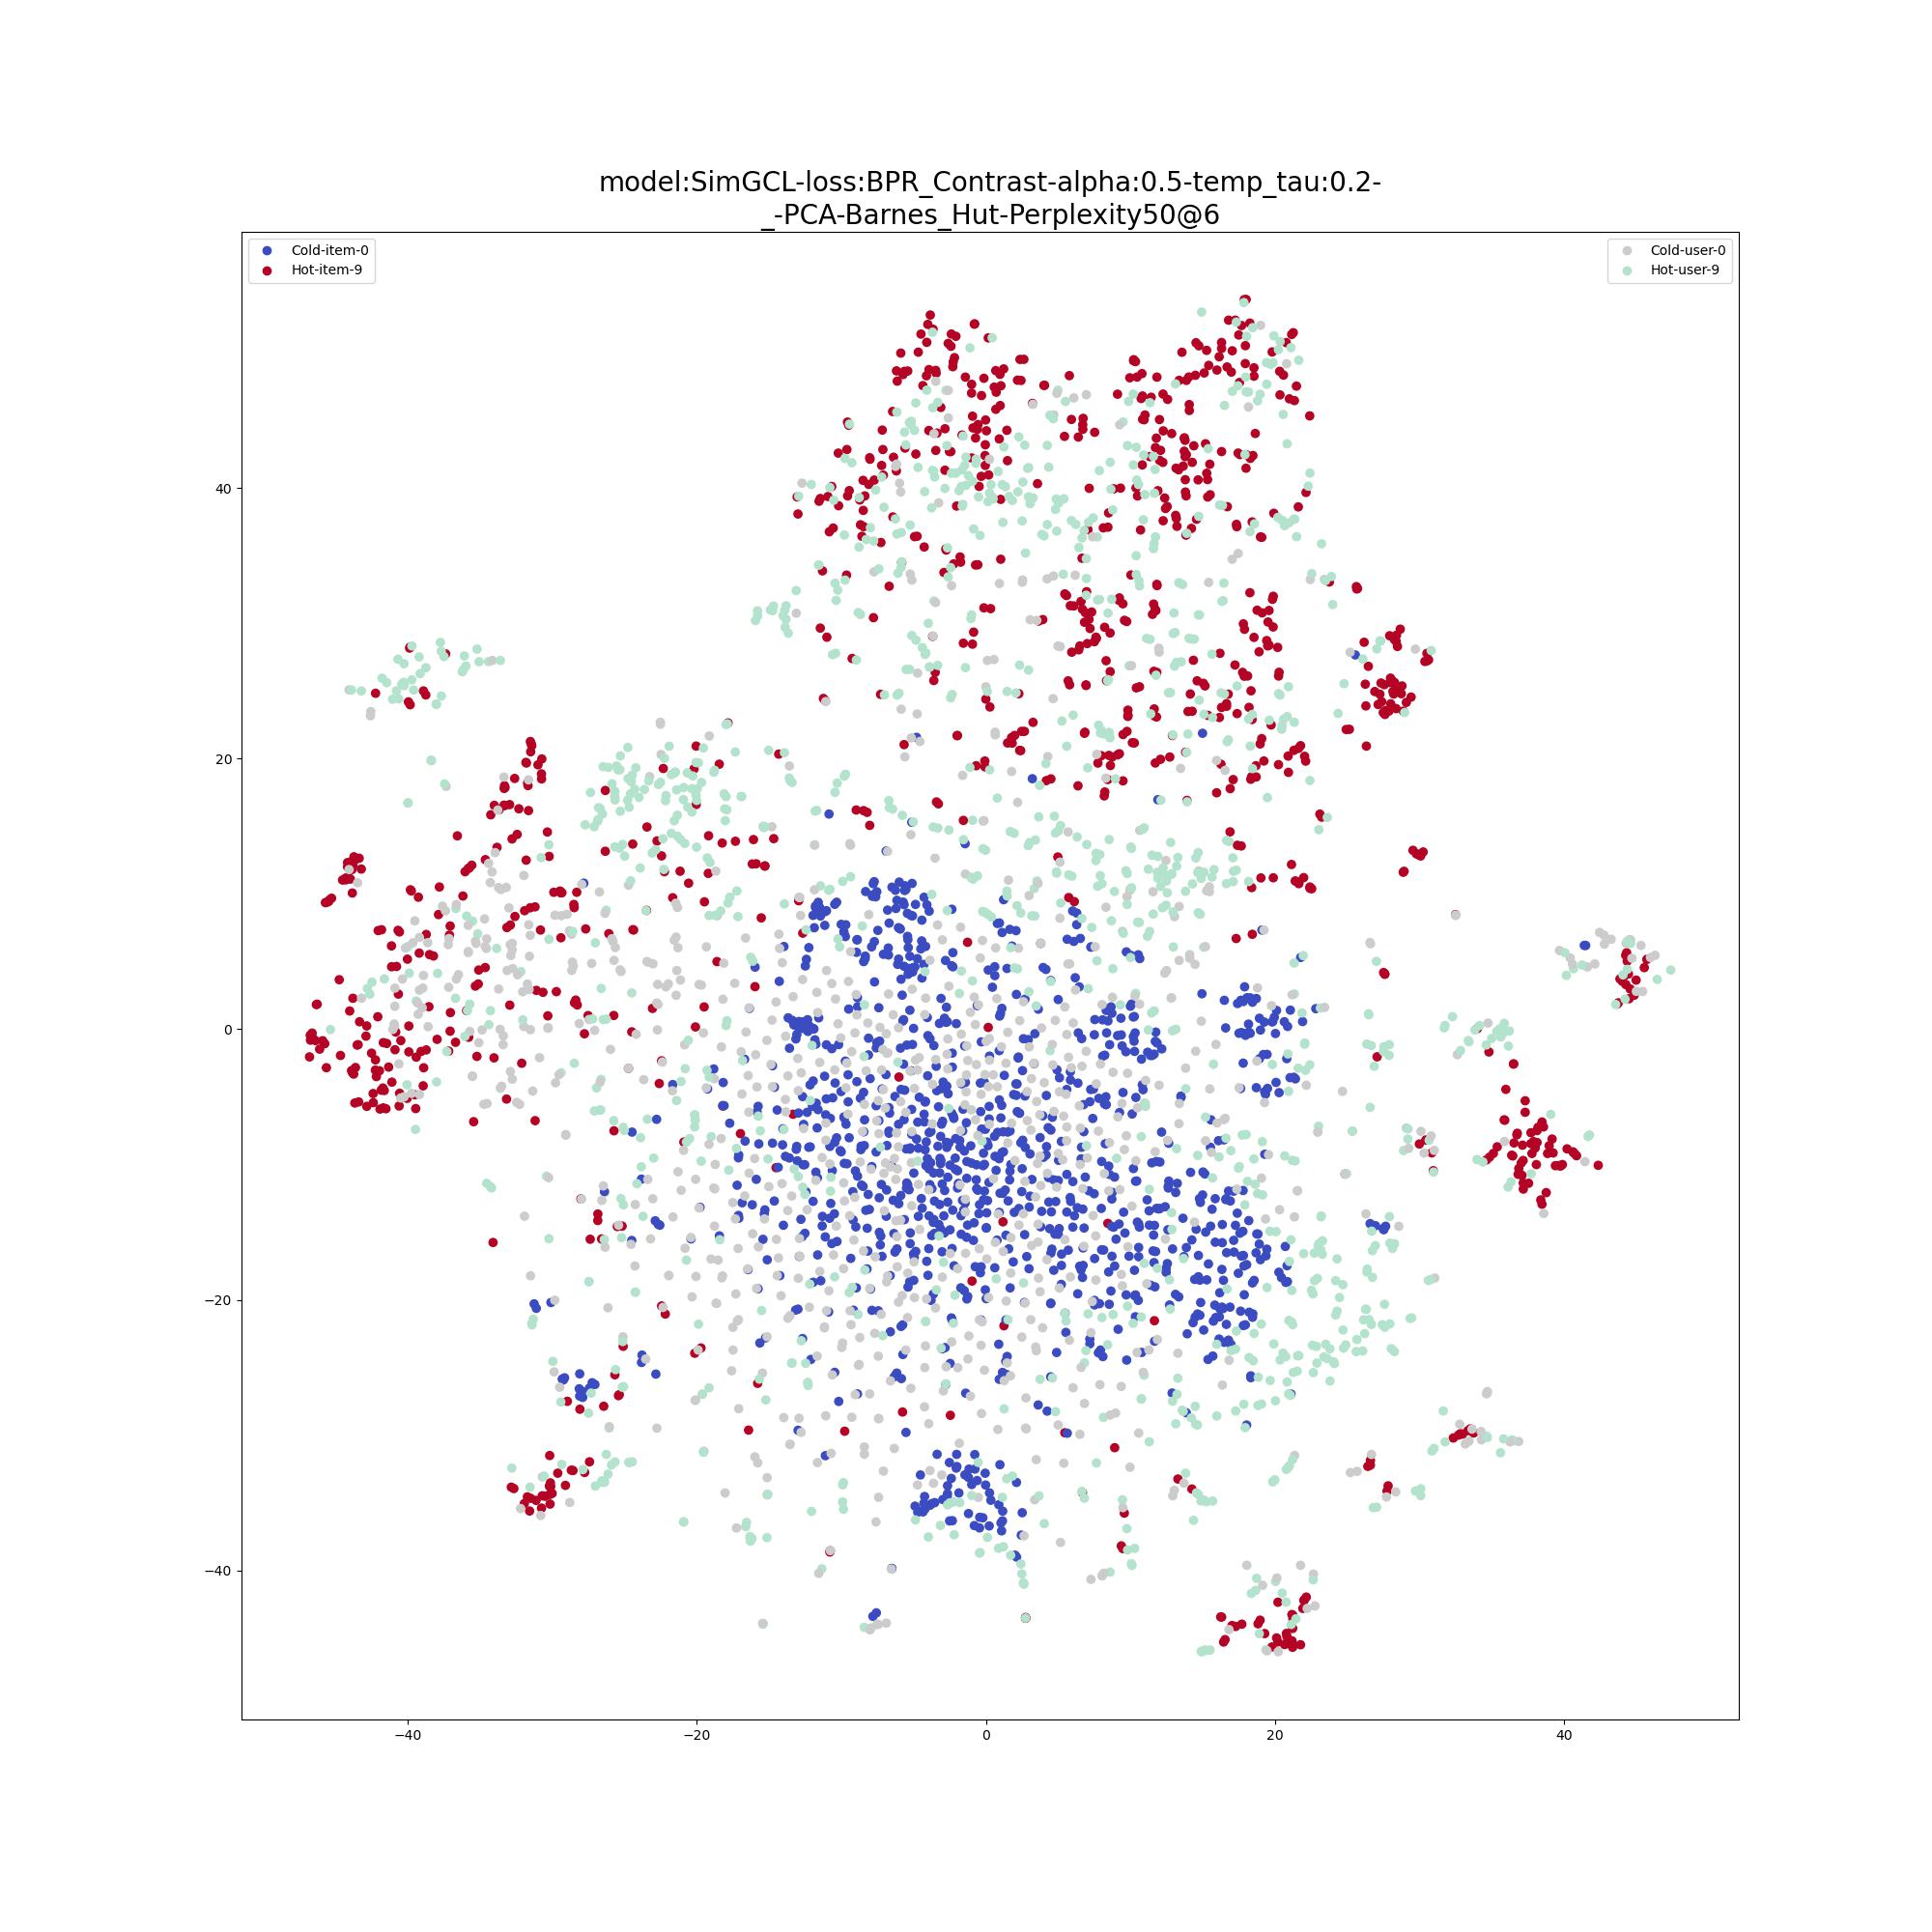 model:SimGCL-loss:BPR_Contrast-alpha:0.5-temp_tau:0.2-
_-PCA-Barnes_Hut-Perplexity50@6
Cold-item-0
Hot-item-9
Cold-user-0
Hot-user-9
40
20
0
−20
−40
−40
−20
0
20
40